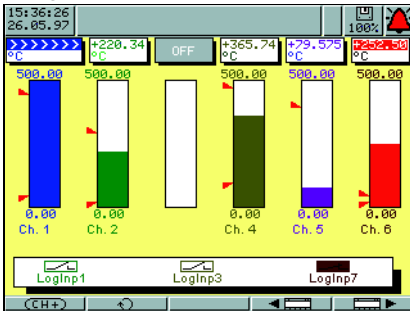 15:36:26
26.05.97
100%
>>>>>>> +220.34 OFF +365.74 +79.575 +252.50
°C °C °C °C °C
500.00 500.00 500.00 500.00 500.00
0.00 0.00 0.00 0.00 0.00
Ch. 1 Ch. 2 Ch. 4 Ch. 5 Ch. 6
LogInp1 LogInp3 LogInp7
(CH+)